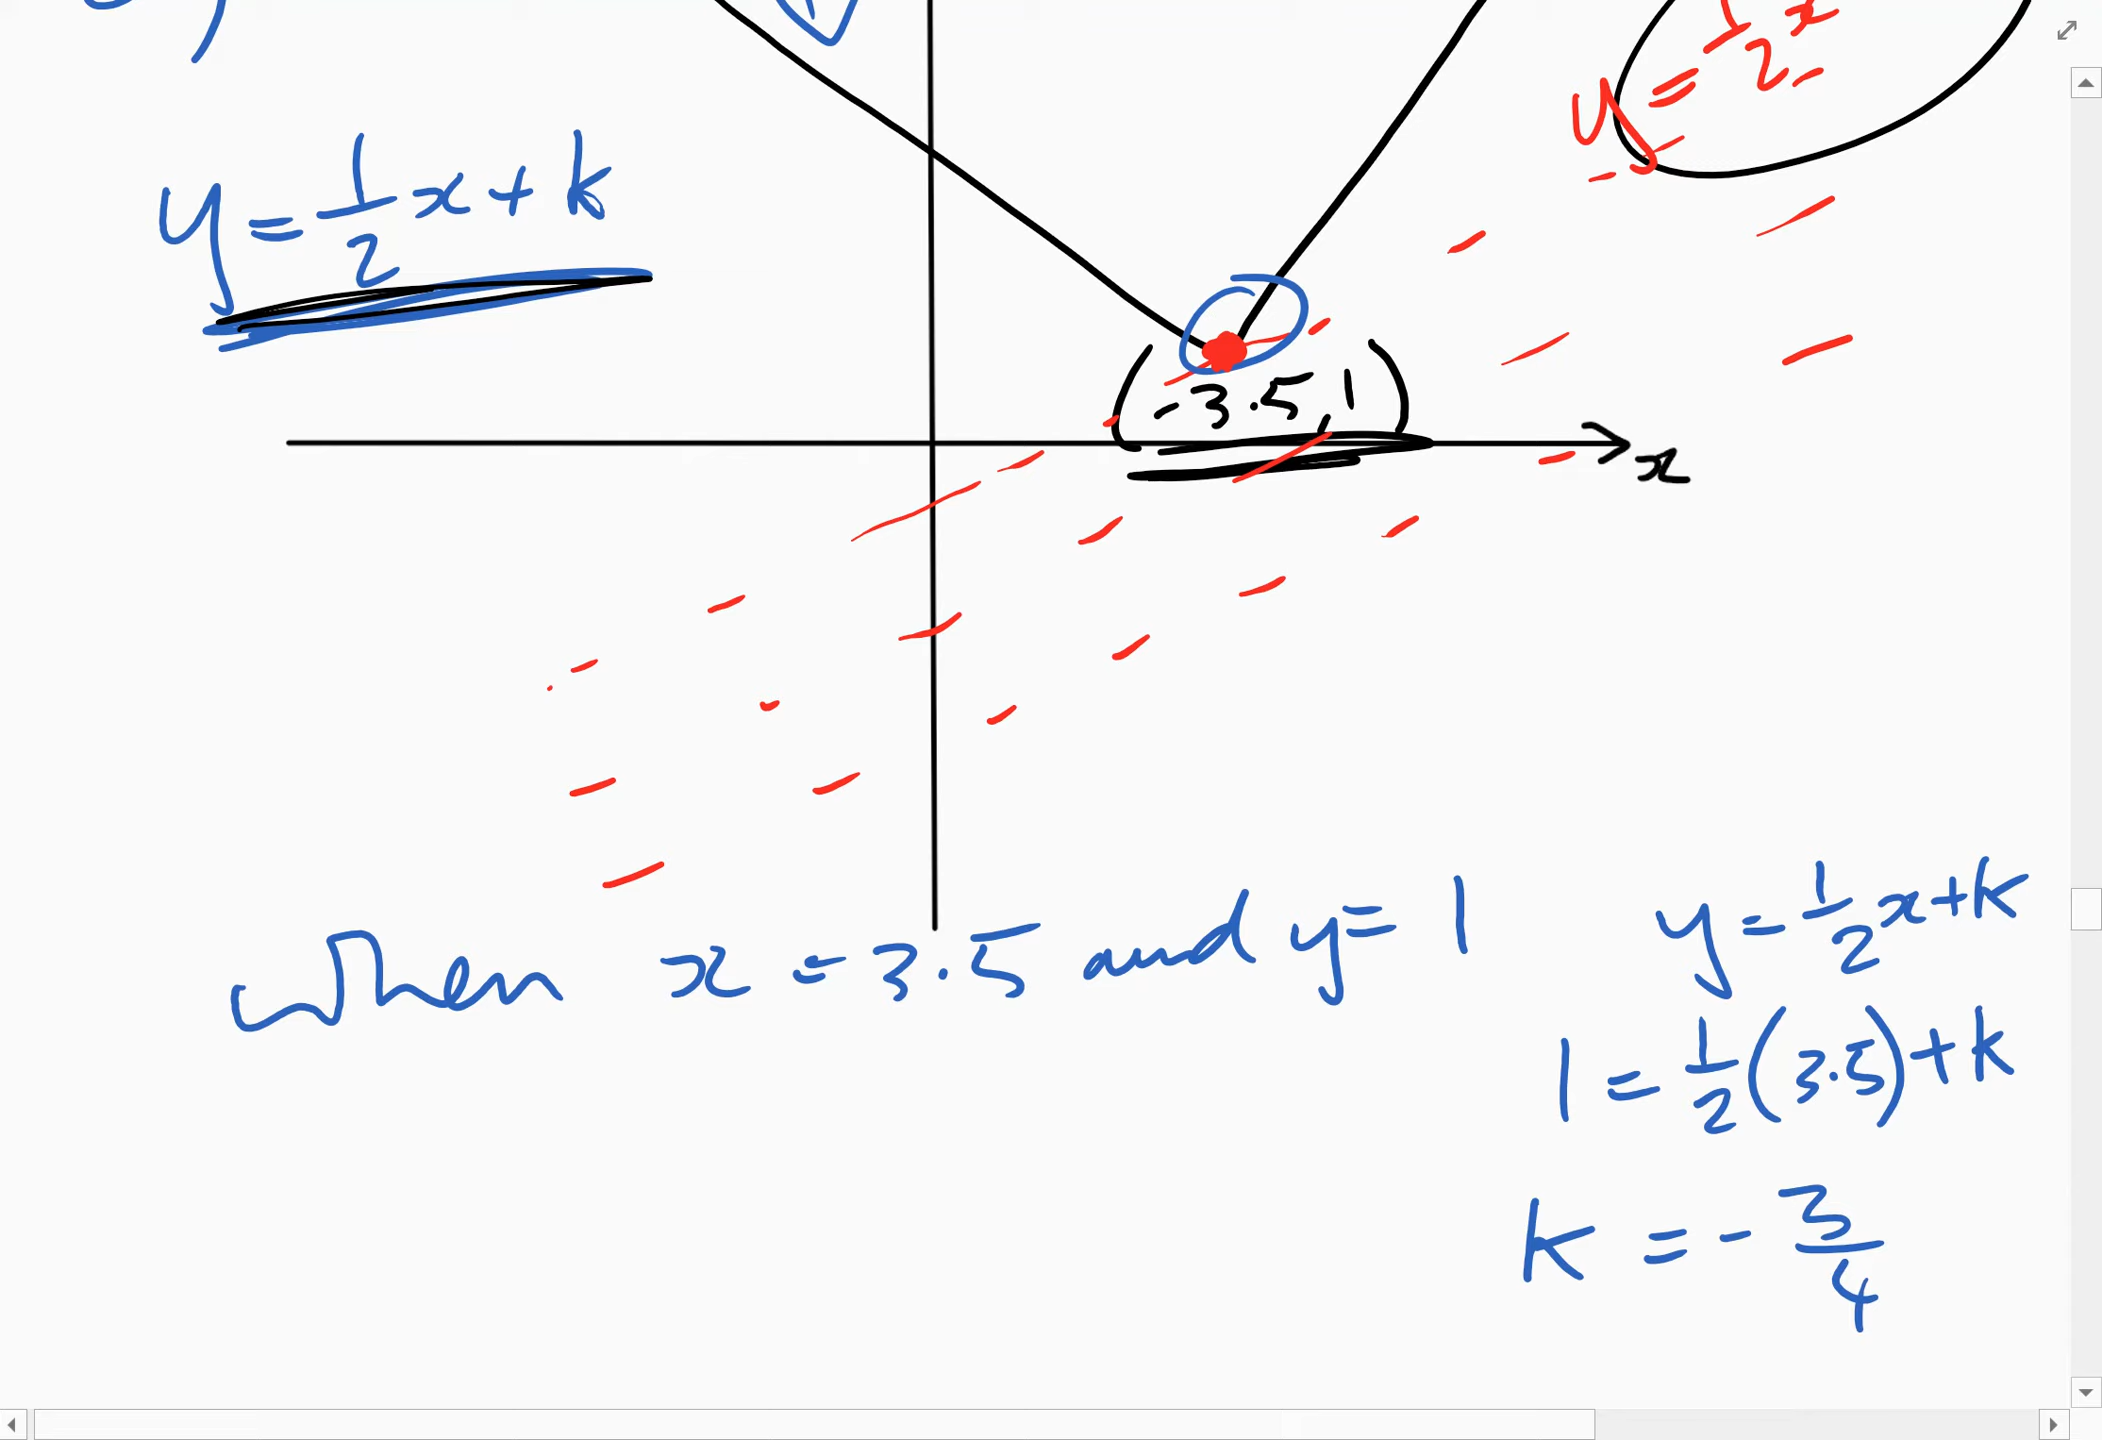 y = 1/2 x
y = 1/2 x + k
(-3.5, 1)
x
When x = 3.5 and y = 1
y = 1/2 x + k
1 = 1/2 (3.5) + k
k = - 3/4